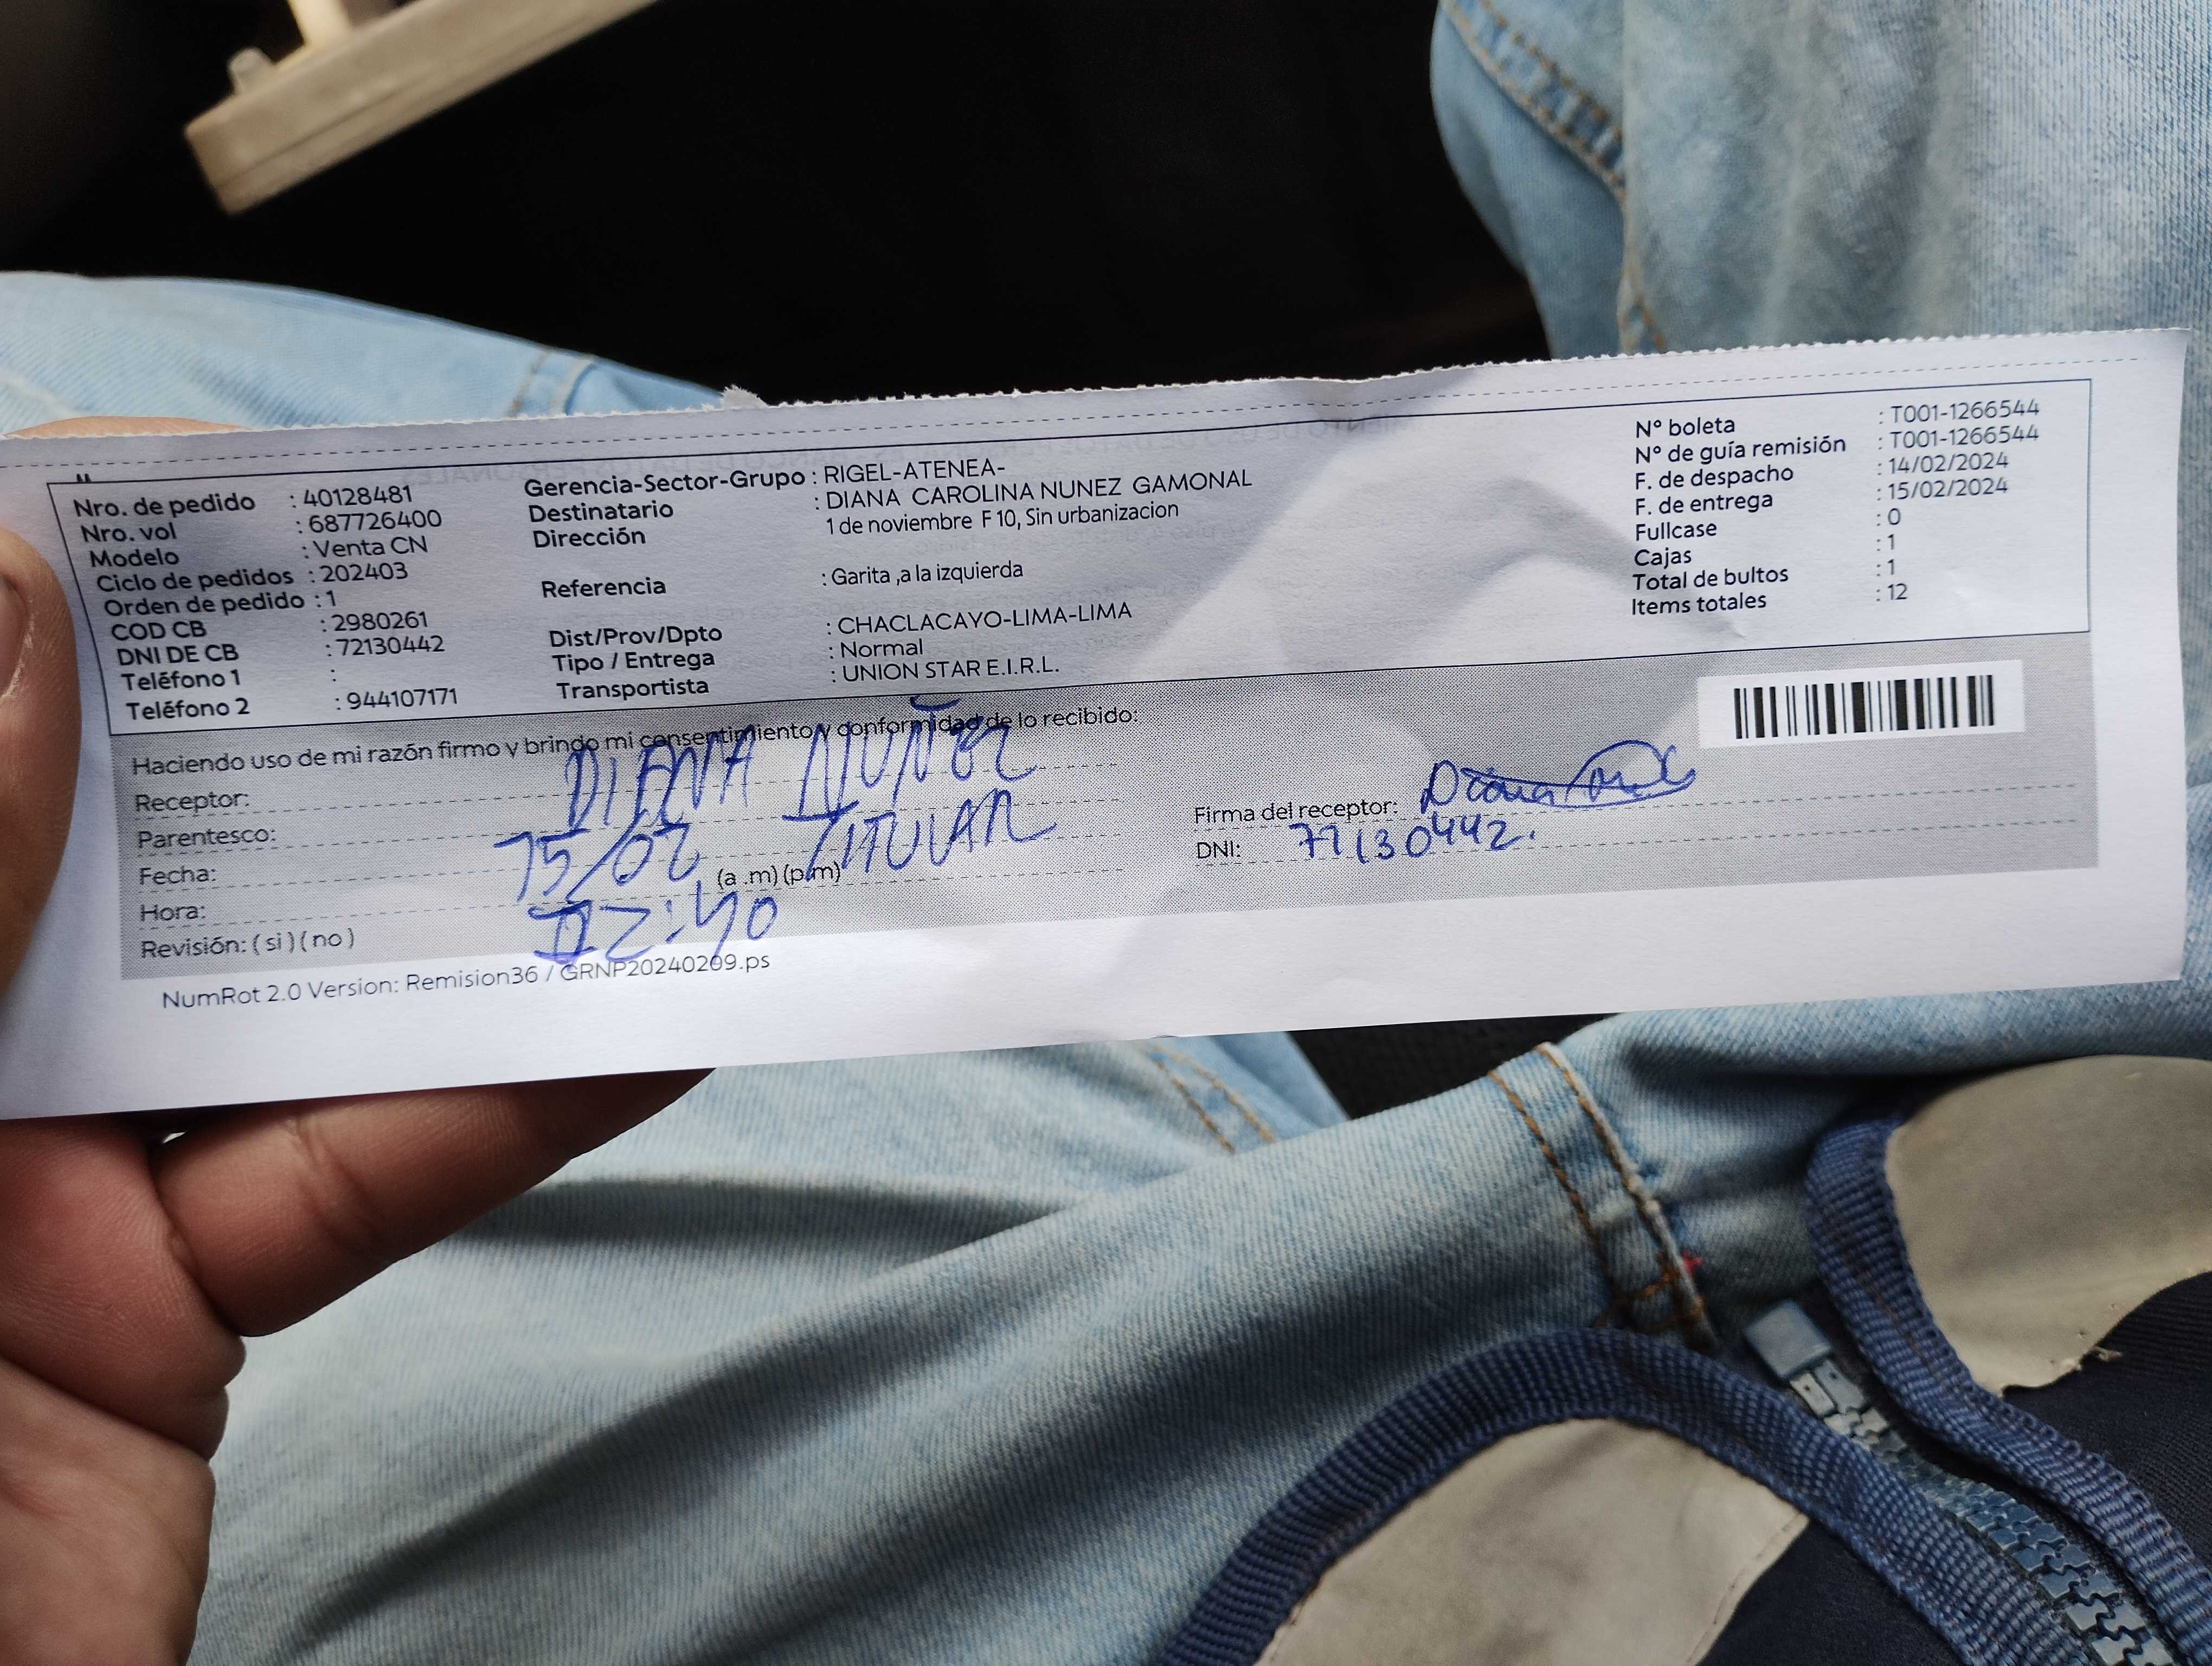 Nro. de pedido : 40128481
Nro. vol : 687726400
Modelo : Venta CN
Ciclo de pedidos : 202403
Orden de pedido : 1
COD CB : 2980261
DNI DE CB : 72130442
Teléfono 1 :
Teléfono 2 : 944107171
Gerencia-Sector-Grupo : RIGEL-ATENEA-
Destinatario : DIANA CAROLINA NUNEZ GAMONAL
Dirección 1 de noviembre F 10, Sin urbanizacion
Referencia : Garita ,a la izquierda
Dist/Prov/Dpto : CHACLACAYO-LIMA-LIMA
Tipo / Entrega : Normal
Transportista : UNION STAR E.I.R.L.
N° boleta : T001-1266544
N° de guía remisión : T001-1266544
F. de despacho : 14/02/2024
F. de entrega : 15/02/2024
Fullcase : 0
Cajas : 1
Total de bultos : 1
Items totales : 12
Haciendo uso de mi razón firmo y brindo mi consentimiento y conformidad de lo recibido:
Receptor: DIANA NUÑEZ
Parentesco: TITULAR
Fecha: 15/02
Hora: (a .m) (p.m) 02:40
Revisión: ( si ) ( no )
Firma del receptor:
DNI: 77130442.
NumRot 2.0 Version: Remision36 / GRNP20240209.ps